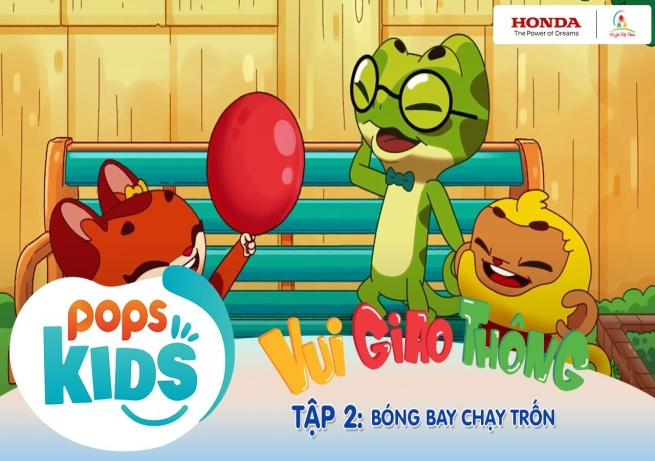 HONDA
The Power of Dreams
pops
KIDS
VUI GIAO THÔNG
TẬP 2: BÓNG BAY CHẠY TRỐN